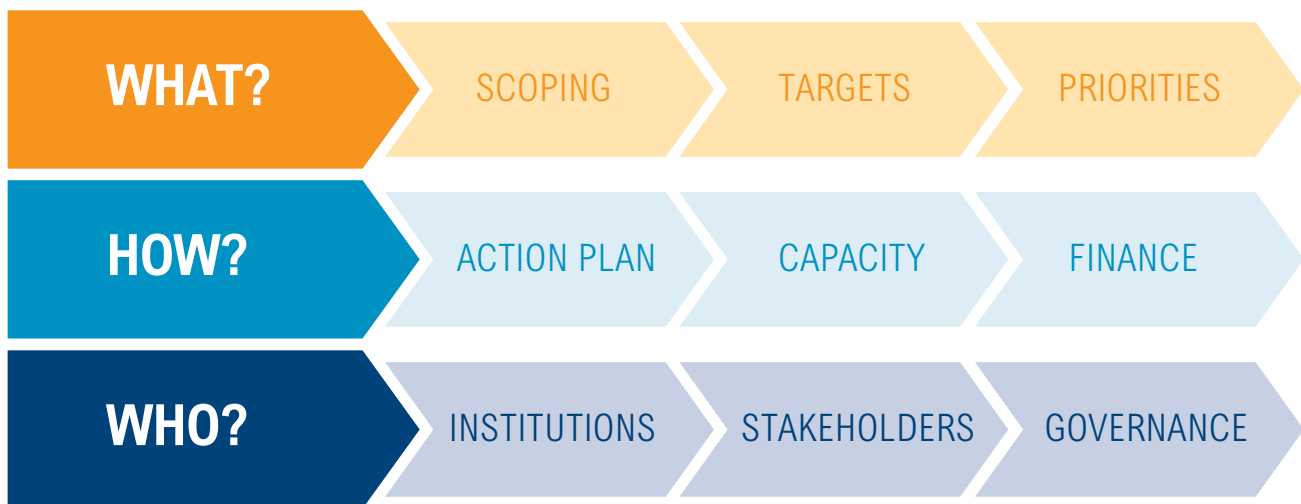 WHAT? SCOPING TARGETS PRIORITIES
HOW? ACTION PLAN CAPACITY FINANCE
WHO? INSTITUTIONS STAKEHOLDERS GOVERNANCE